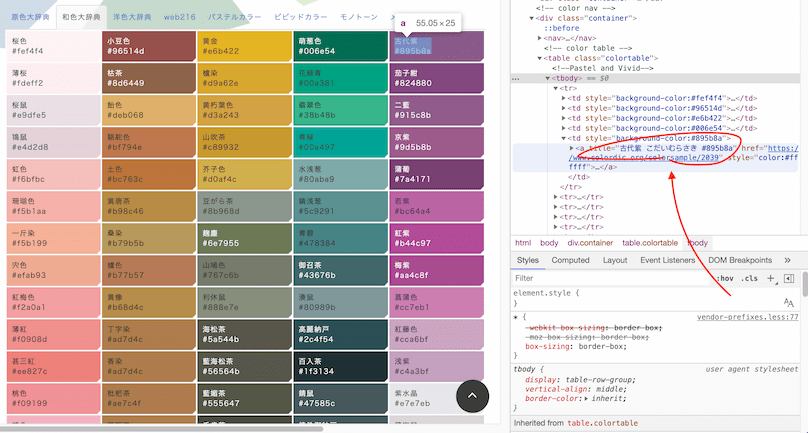 原色大辞典 和色大辞典 洋色大辞典 web216 パステルカラー ビビッドカラー モノトーン
a 55.05 × 25
桜色 小豆色 黄金 萌葱色 古代紫
#fef4f4 #96514d #e6b422 #006e54 #895b8a
薄桜 枯茶 櫨染 花緑青 茄子紺
#fdeff2 #8d6449 #d9a62e #00a381 #824880
桜鼠 飴色 黄朽葉色 翡翠色 二藍
#e9dfe5 #deb068 #d3a243 #38b48b #915c8b
鴇鼠 駱駝色 山吹茶 青緑 京紫
#e4d2d8 #bf794e #c89932 #00a497 #9d5b8b
虹色 土色 芥子色 水浅葱 蒲葡
#f6bfbc #bc763c #d0af4c #80aba9 #7a4171
珊瑚色 黄唐茶 豆がら茶 錆浅葱 若紫
#f5b1aa #b98c46 #8b968d #5c9291 #bc64a4
一斤染 桑染 麹塵 青碧 紅紫
#f5b199 #b79b5b #6e7955 #478384 #b44c97
宍色 櫨色 山鳩色 御召茶 梅紫
#efab93 #b77b57 #767c6b #43676b #aa4c8f
紅梅色 黄橡 利休鼠 湊鼠 菖蒲色
#f2a0a1 #b68d4c #888e7e #80989b #cc7eb1
薄紅 丁字染 海松茶 高麗納戸 紅藤色
#f0908d #ad7d4c #5a544b #2c4f54 #cca6bf
甚三紅 香染 藍海松茶 百入茶 浅紫
#ee827c #ad7d4c #56564b #1f3134 #c4a3bf
桃色 枇杷茶 藍媚茶 錆鼠 紫水晶
#f09199 #ae7c4f #555647 #47585c #e7e7eb
<!-- color nav -->
<div class="container">
::before
<nav>…</nav>
<!-- color table -->
<table class="colortable">
<!--Pastel and Vivid-->
… <tbody> == $0
<tr>
<td style="background-color:#fef4f4">…</td>
<td style="background-color:#96514d">…</td>
<td style="background-color:#e6b422">…</td>
<td style="background-color:#006e54">…</td>
<td style="background-color:#895b8a">
<a title="古代紫 こだいむらさき #895b8a" href="https:/
/www.colordic.org/colorsample/2039" style="color:#ff
ffff">…</a>
</td>
</tr>
<tr>…</tr>
<tr>…</tr>
<tr>…</tr>
html body div.container table.colortable tbody
Styles Computed Layout Event Listeners DOM Breakpoints »
Filter :hov .cls +
element.style {
}
AA
* { vendor-prefixes.less:77
-webkit-box-sizing: border-box;
-moz-box-sizing: border-box;
box-sizing: border-box;
}
tbody { user agent stylesheet
display: table-row-group;
vertical-align: middle;
border-color: inherit;
}
Inherited from table.colortable